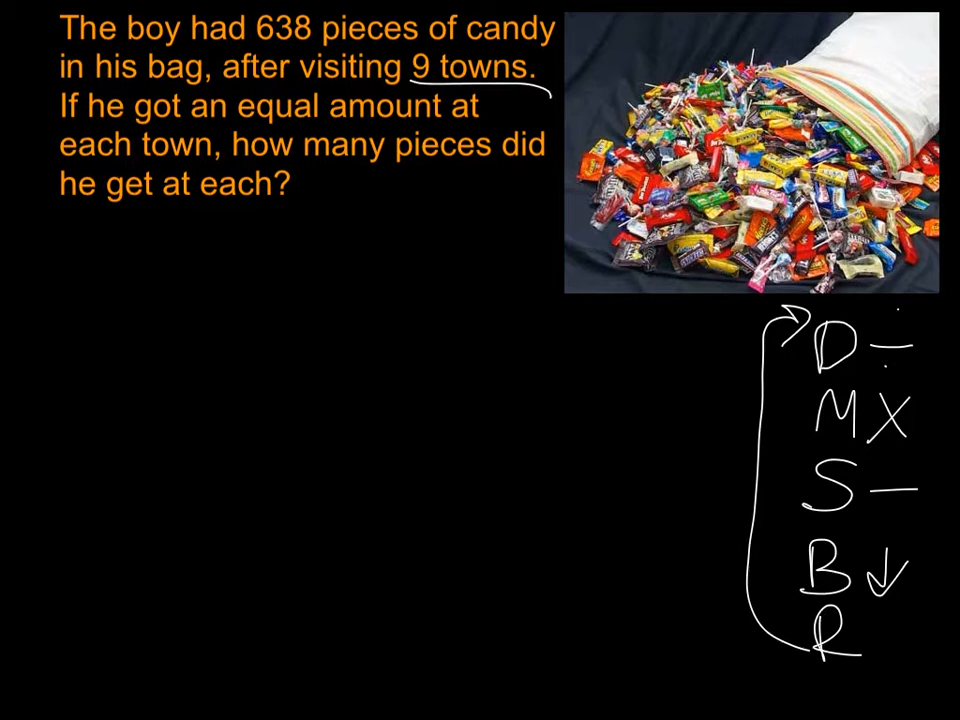 The boy had 638 pieces of candy
in his bag, after visiting 9 towns.
If he got an equal amount at
each town, how many pieces did
he get at each?
D ÷
M X
S —
B ↓
R